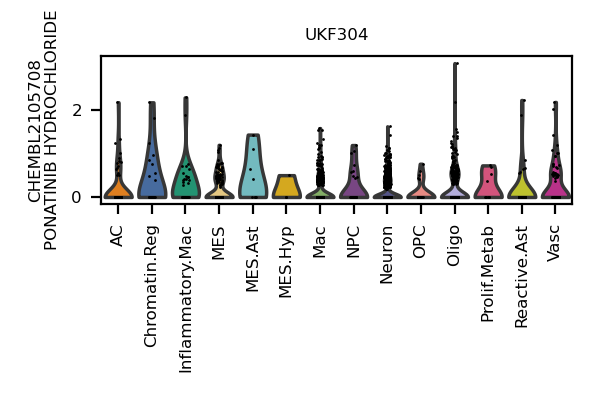 UKF304
CHEMBL2105708
PONATINIB HYDROCHLORIDE
2
0
AC
Chromatin.Reg
Inflammatory.Mac
MES
MES.Ast
MES.Hyp
Mac
NPC
Neuron
OPC
Oligo
Prolif.Metab
Reactive.Ast
Vasc